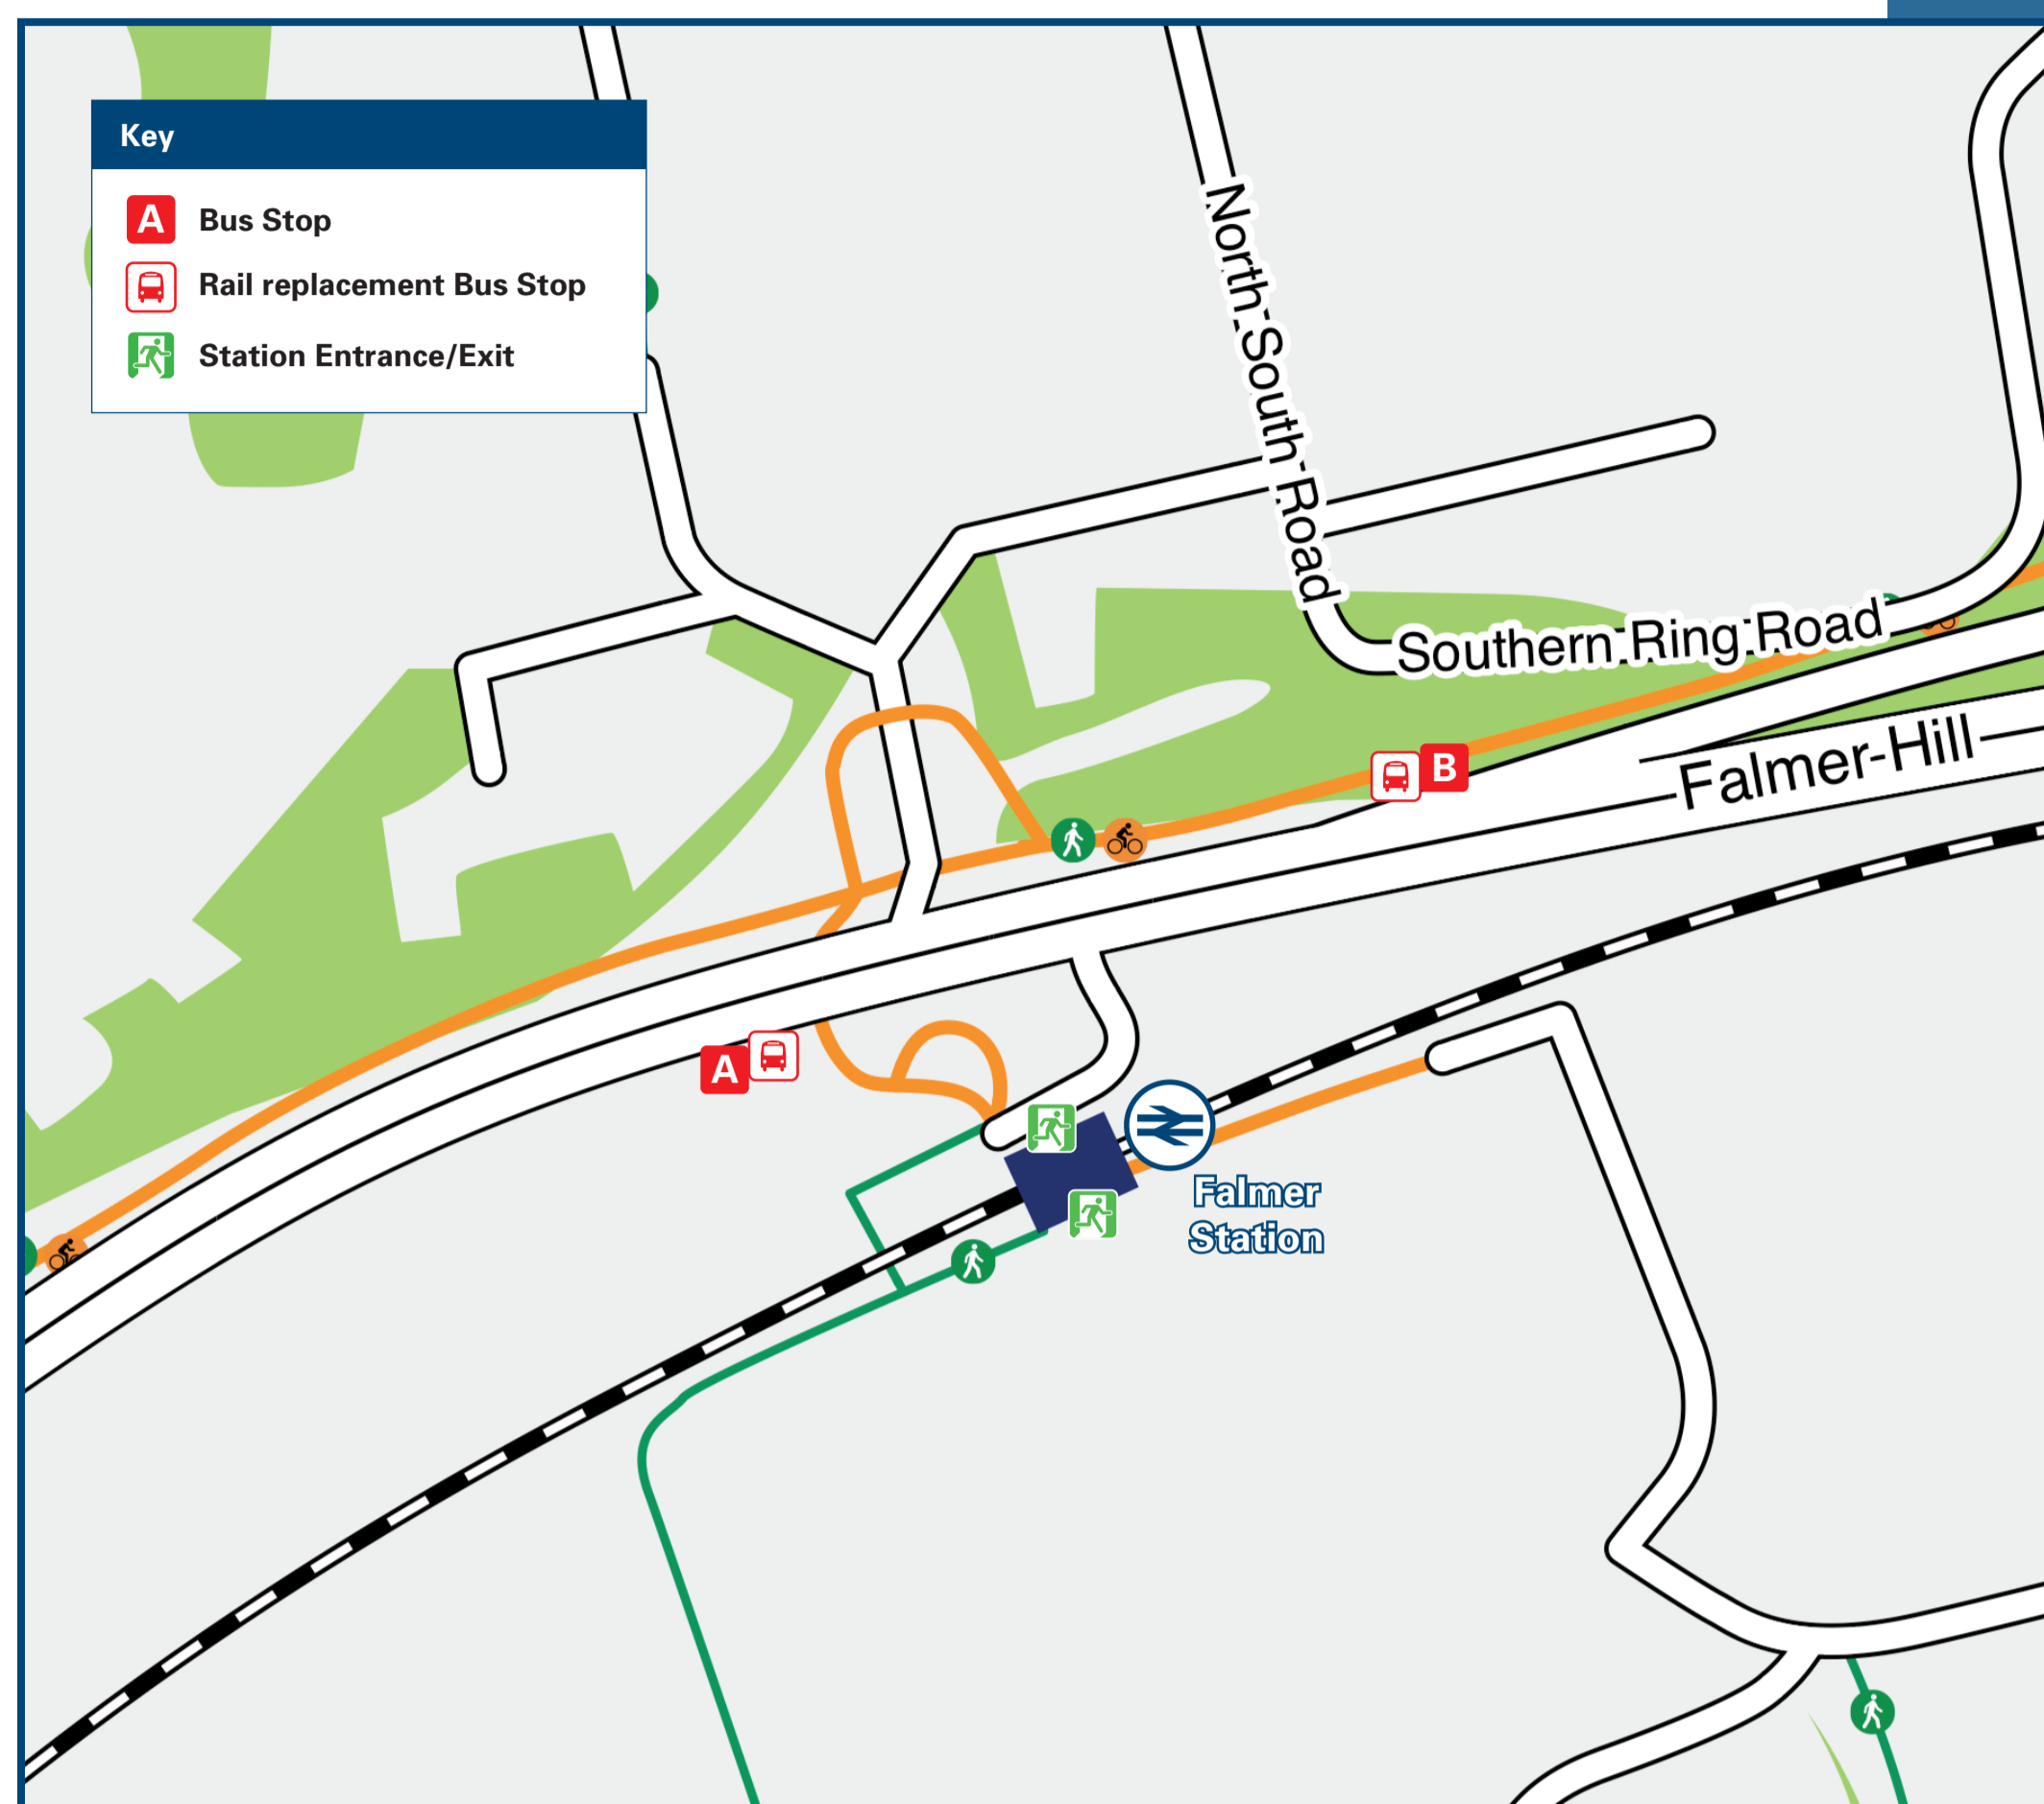 Key
A
Bus Stop
Rail replacement Bus Stop
Station Entrance/Exit
North-South Road
Southern Ring Road
Falmer-Hill
B
A
Falmer
Station